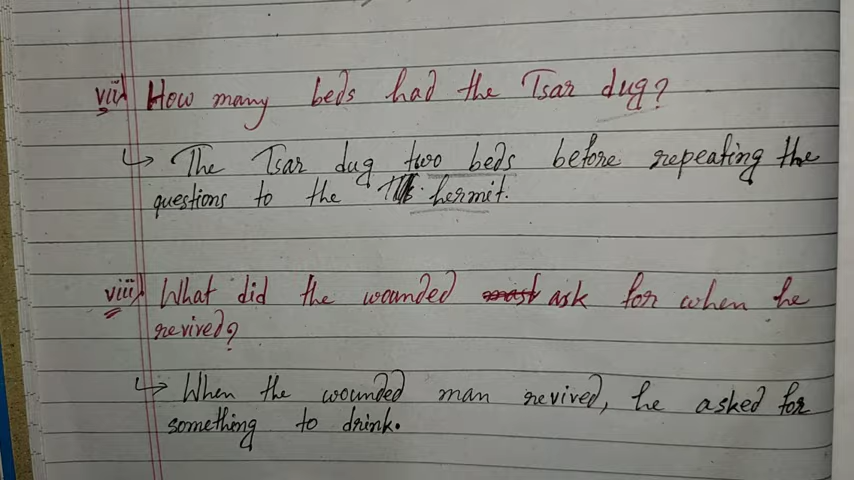 vii) How many beds had the Tsar dug?
↳ The Tsar dug two beds before repeating the
questions to the hermit.
viii) What did the wounded ask for when he
revived?
↳ When the wounded man revived, he asked for
something to drink.